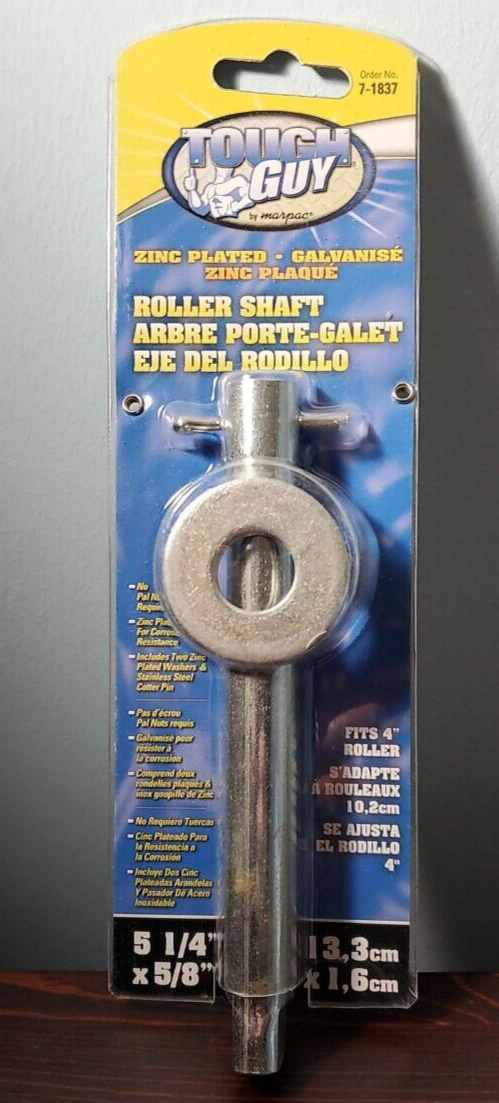 Order No.
7-1837
TOUGH
GUY
by marpac®
ZINC PLATED • GALVANISÉ
ZINC PLAQUÉ
ROLLER SHAFT
ARBRE PORTE-GALET
EJE DEL RODILLO
- No
Pal
Requir
- Zinc Pla
For Corros
Resistance
- Includes Two Zinc
Plated Washers &
Stainless Steel
Cotter Pin
- Pas d'écrou
Pal Nuts requis
- Galvanisé pour
résister à
la corrosion
- Comprend deux
rondelles plaqués &
inox goupille de Zinc
- No Requiere Tuercas
- Cinc Plateado Para
la Resistencia a
la Corrosión
- Incluye Dos Cinc
Plateadas Arandelas
Y Pasador De Acero
Inoxidable
FITS 4"
ROLLER
S'ADAPTE
A ROULEAUX
10,2cm
SE AJUSTA
EL RODILLO
4"
5 1/4"
x 5/8"
13,3cm
x 1,6cm